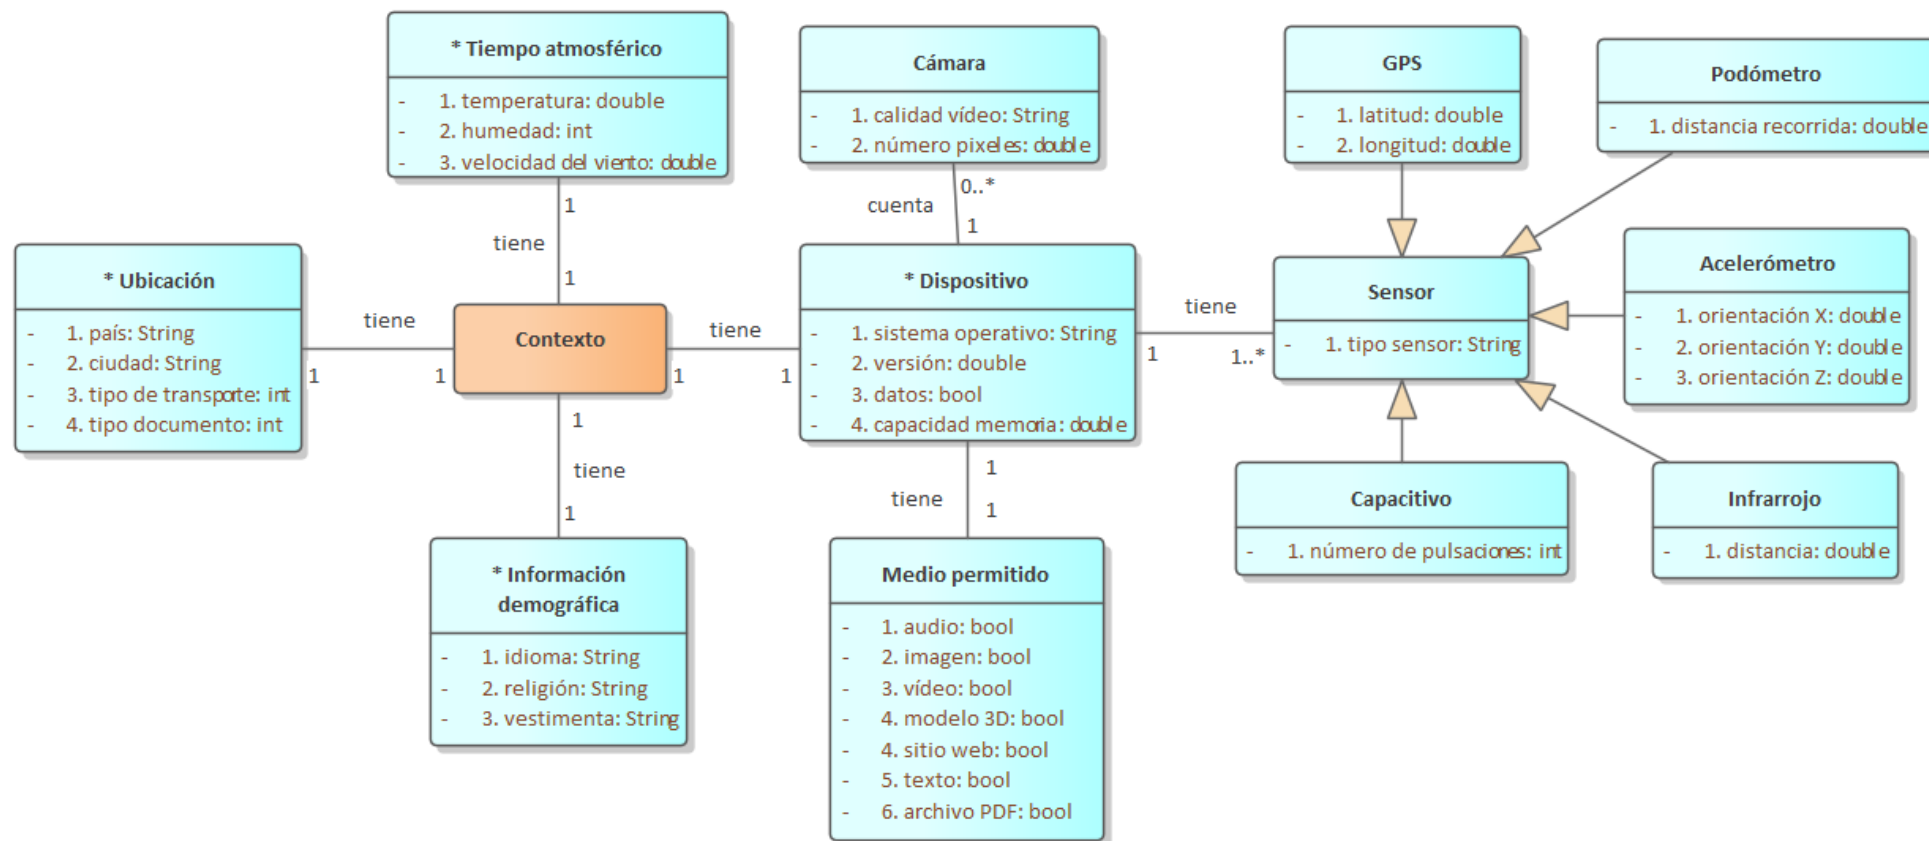 * Tiempo atmosférico
- 1. temperatura: double
- 2. humedad: int
- 3. velocidad del viento: double
Cámara
- 1. calidad vídeo: String
- 2. número pixeles: double
GPS
- 1. latitud: double
- 2. longitud: double
Podómetro
- 1. distancia recorrida: double
1
tiene
1
cuenta
0..*
1
* Ubicación
- 1. país: String
- 2. ciudad: String
- 3. tipo de transporte: int
- 4. tipo documento: int
tiene
1
1
Contexto
tiene
1
1
* Dispositivo
- 1. sistema operativo: String
- 2. versión: double
- 3. datos: bool
- 4. capacidad memoria: double
tiene
1
1..*
Sensor
- 1. tipo sensor: String
Acelerómetro
- 1. orientación X: double
- 2. orientación Y: double
- 3. orientación Z: double
1
tiene
1
1
tiene
1
Capacitivo
- 1. número de pulsaciones: int
Infrarrojo
- 1. distancia: double
* Información
demográfica
- 1. idioma: String
- 2. religión: String
- 3. vestimenta: String
Medio permitido
- 1. audio: bool
- 2. imagen: bool
- 3. vídeo: bool
- 4. modelo 3D: bool
- 4. sitio web: bool
- 5. texto: bool
- 6. archivo PDF: bool